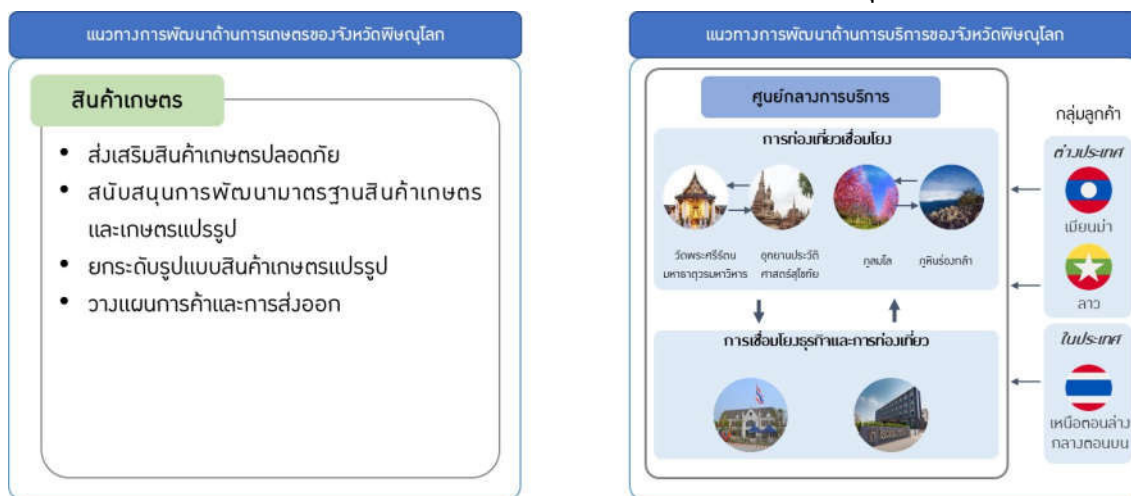 แนวทางการพัฒนาด้านการเกษตรของจังหวัดพิษณุโลก
สินค้าเกษตร
• ส่งเสริมสินค้าเกษตรปลอดภัย
• สนับสนุนการพัฒนามาตรฐานสินค้าเกษตร
และเกษตรแปรรูป
• ยกระดับรูปแบบสินค้าเกษตรแปรรูป
• วางแผนการค้าและการส่งออก
แนวทางการพัฒนาด้านการบริการของจังหวัดพิษณุโลก
ศูนย์กลางการบริการ
การท่องเที่ยวเชื่อมโยง
วัดพระศรีรัตน
มหาธาตุวรมหาวิหาร
อุทยานประวัติ
ศาสตร์สุโขทัย
ภูลมโล
ภูหินร่องกล้า
การเชื่อมโยงธุรกิจและการท่องเที่ยว
กลุ่มลูกค้า
ต่างประเทศ
เมียนม่า
ลาว
ในประเทศ
เหนือตอนล่าง
กลางตอนบน